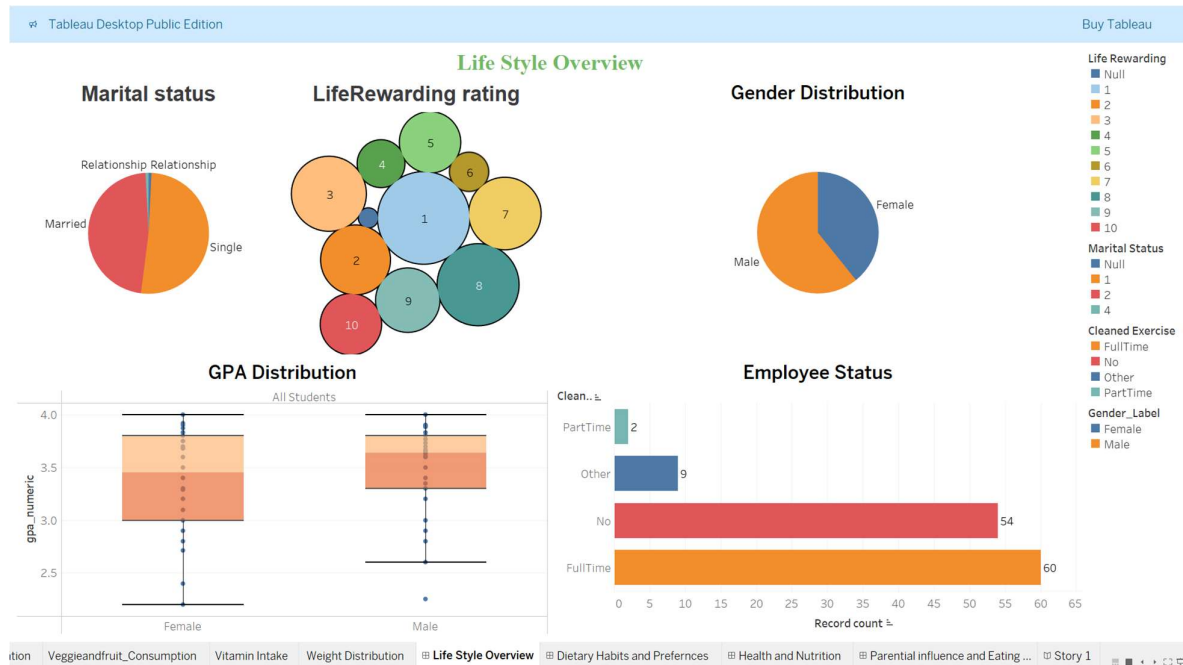 Tableau Desktop Public Edition
Buy Tableau
Life Style Overview
Marital status
Relationship Relationship
Married
Single
LifeRewarding rating
5
4
6
3
1
7
2
8
9
10
Gender Distribution
Female
Male
GPA Distribution
All Students
gpa_numeric
4.0
3.5
3.0
2.5
Female
Male
Employee Status
Clean..
PartTime
2
Other
9
No
54
FullTime
60
0 5 10 15 20 25 30 35 40 45 50 55 60 65
Record count
Life Rewarding
Null
1
2
3
4
5
6
7
8
9
10
Marital Status
Null
1
2
4
Cleaned Exercise
FullTime
No
Other
PartTime
Gender_Label
Female
Male
tion Veggieandfruit_Consumption Vitamin Intake Weight Distribution Life Style Overview Dietary Habits and Prefernces Health and Nutrition Parental influence and Eating ... Story 1